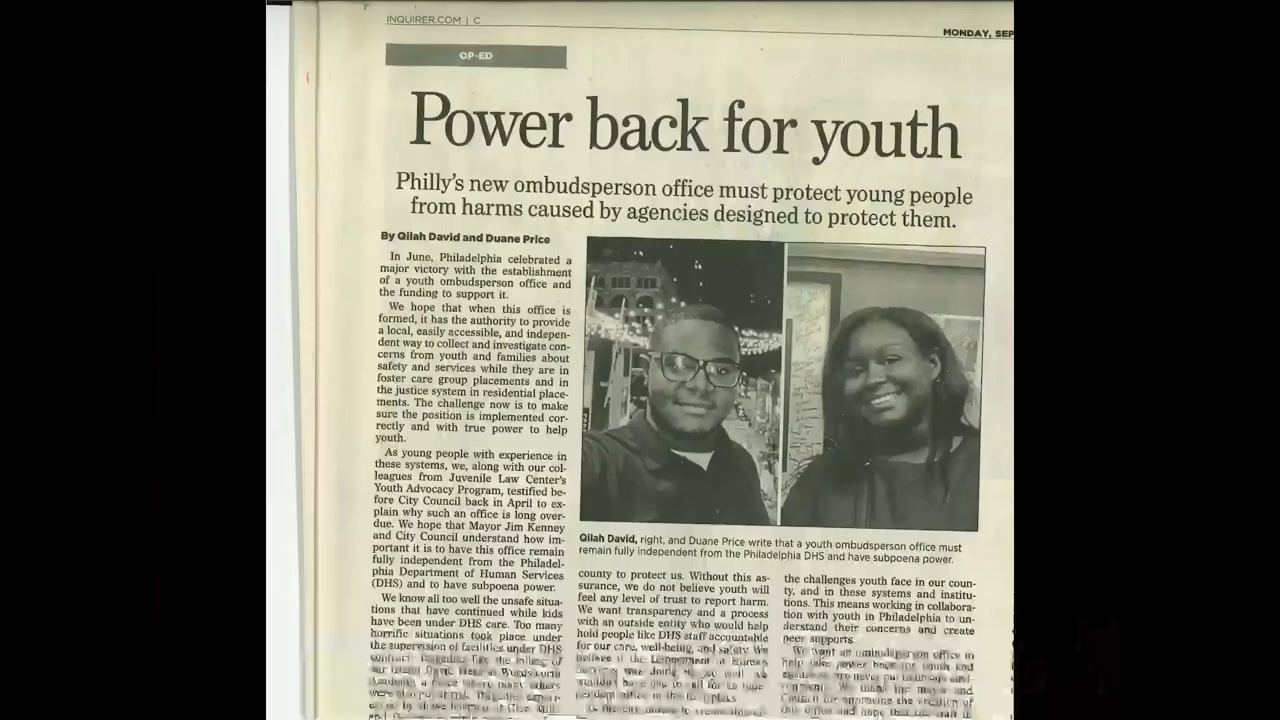 INQUIRER.COM | C
MONDAY, SEP
OP-ED
Power back for youth
Philly's new ombudsperson office must protect young people
from harms caused by agencies designed to protect them.
By Qilah David and Duane Price
In June, Philadelphia celebrated a
major victory with the establishment
of a youth ombudsperson office and
the funding to support it.
We hope that when this office is
formed, it has the authority to provide
a local, easily accessible, and indepen-
dent way to collect and investigate con-
cerns from youth and families about
safety and services while they are in
foster care group placements and in
the justice system in residential place-
ments. The challenge now is to make
sure the position is implemented cor-
rectly and with true power to help
youth.
As young people with experience in
these systems, we, along with our col-
leagues from Juvenile Law Center's
Youth Advocacy Program, testified be-
fore City Council back in April to ex-
plain why such an office is long over-
due. We hope that Mayor Jim Kenney
and City Council understand how im-
portant it is to have this office remain
fully independent from the Philadel-
phia Department of Human Services
(DHS) and to have subpoena power.
We know all too well the unsafe situa-
tions that have continued while kids
have been under DHS care. Too many
horrific situations took place under
the supervision of facilities under DHS
Qilah David, right, and Duane Price write that a youth ombudsperson office must
remain fully independent from the Philadelphia DHS and have subpoena power.
county to protect us. Without this as-
surance, we do not believe youth will
feel any level of trust to report harm.
We want transparency and a process
with an outside entity who would help
hold people like DHS staff accountable
for our care, well-being, and safety. We
the challenges youth face in our coun-
ty, and in these systems and institu-
tions. This means working in collabora-
tion with youth in Philadelphia to un-
derstand their concerns and create
peer supports.
We want an ombudsperson office in
help take power back for youth and